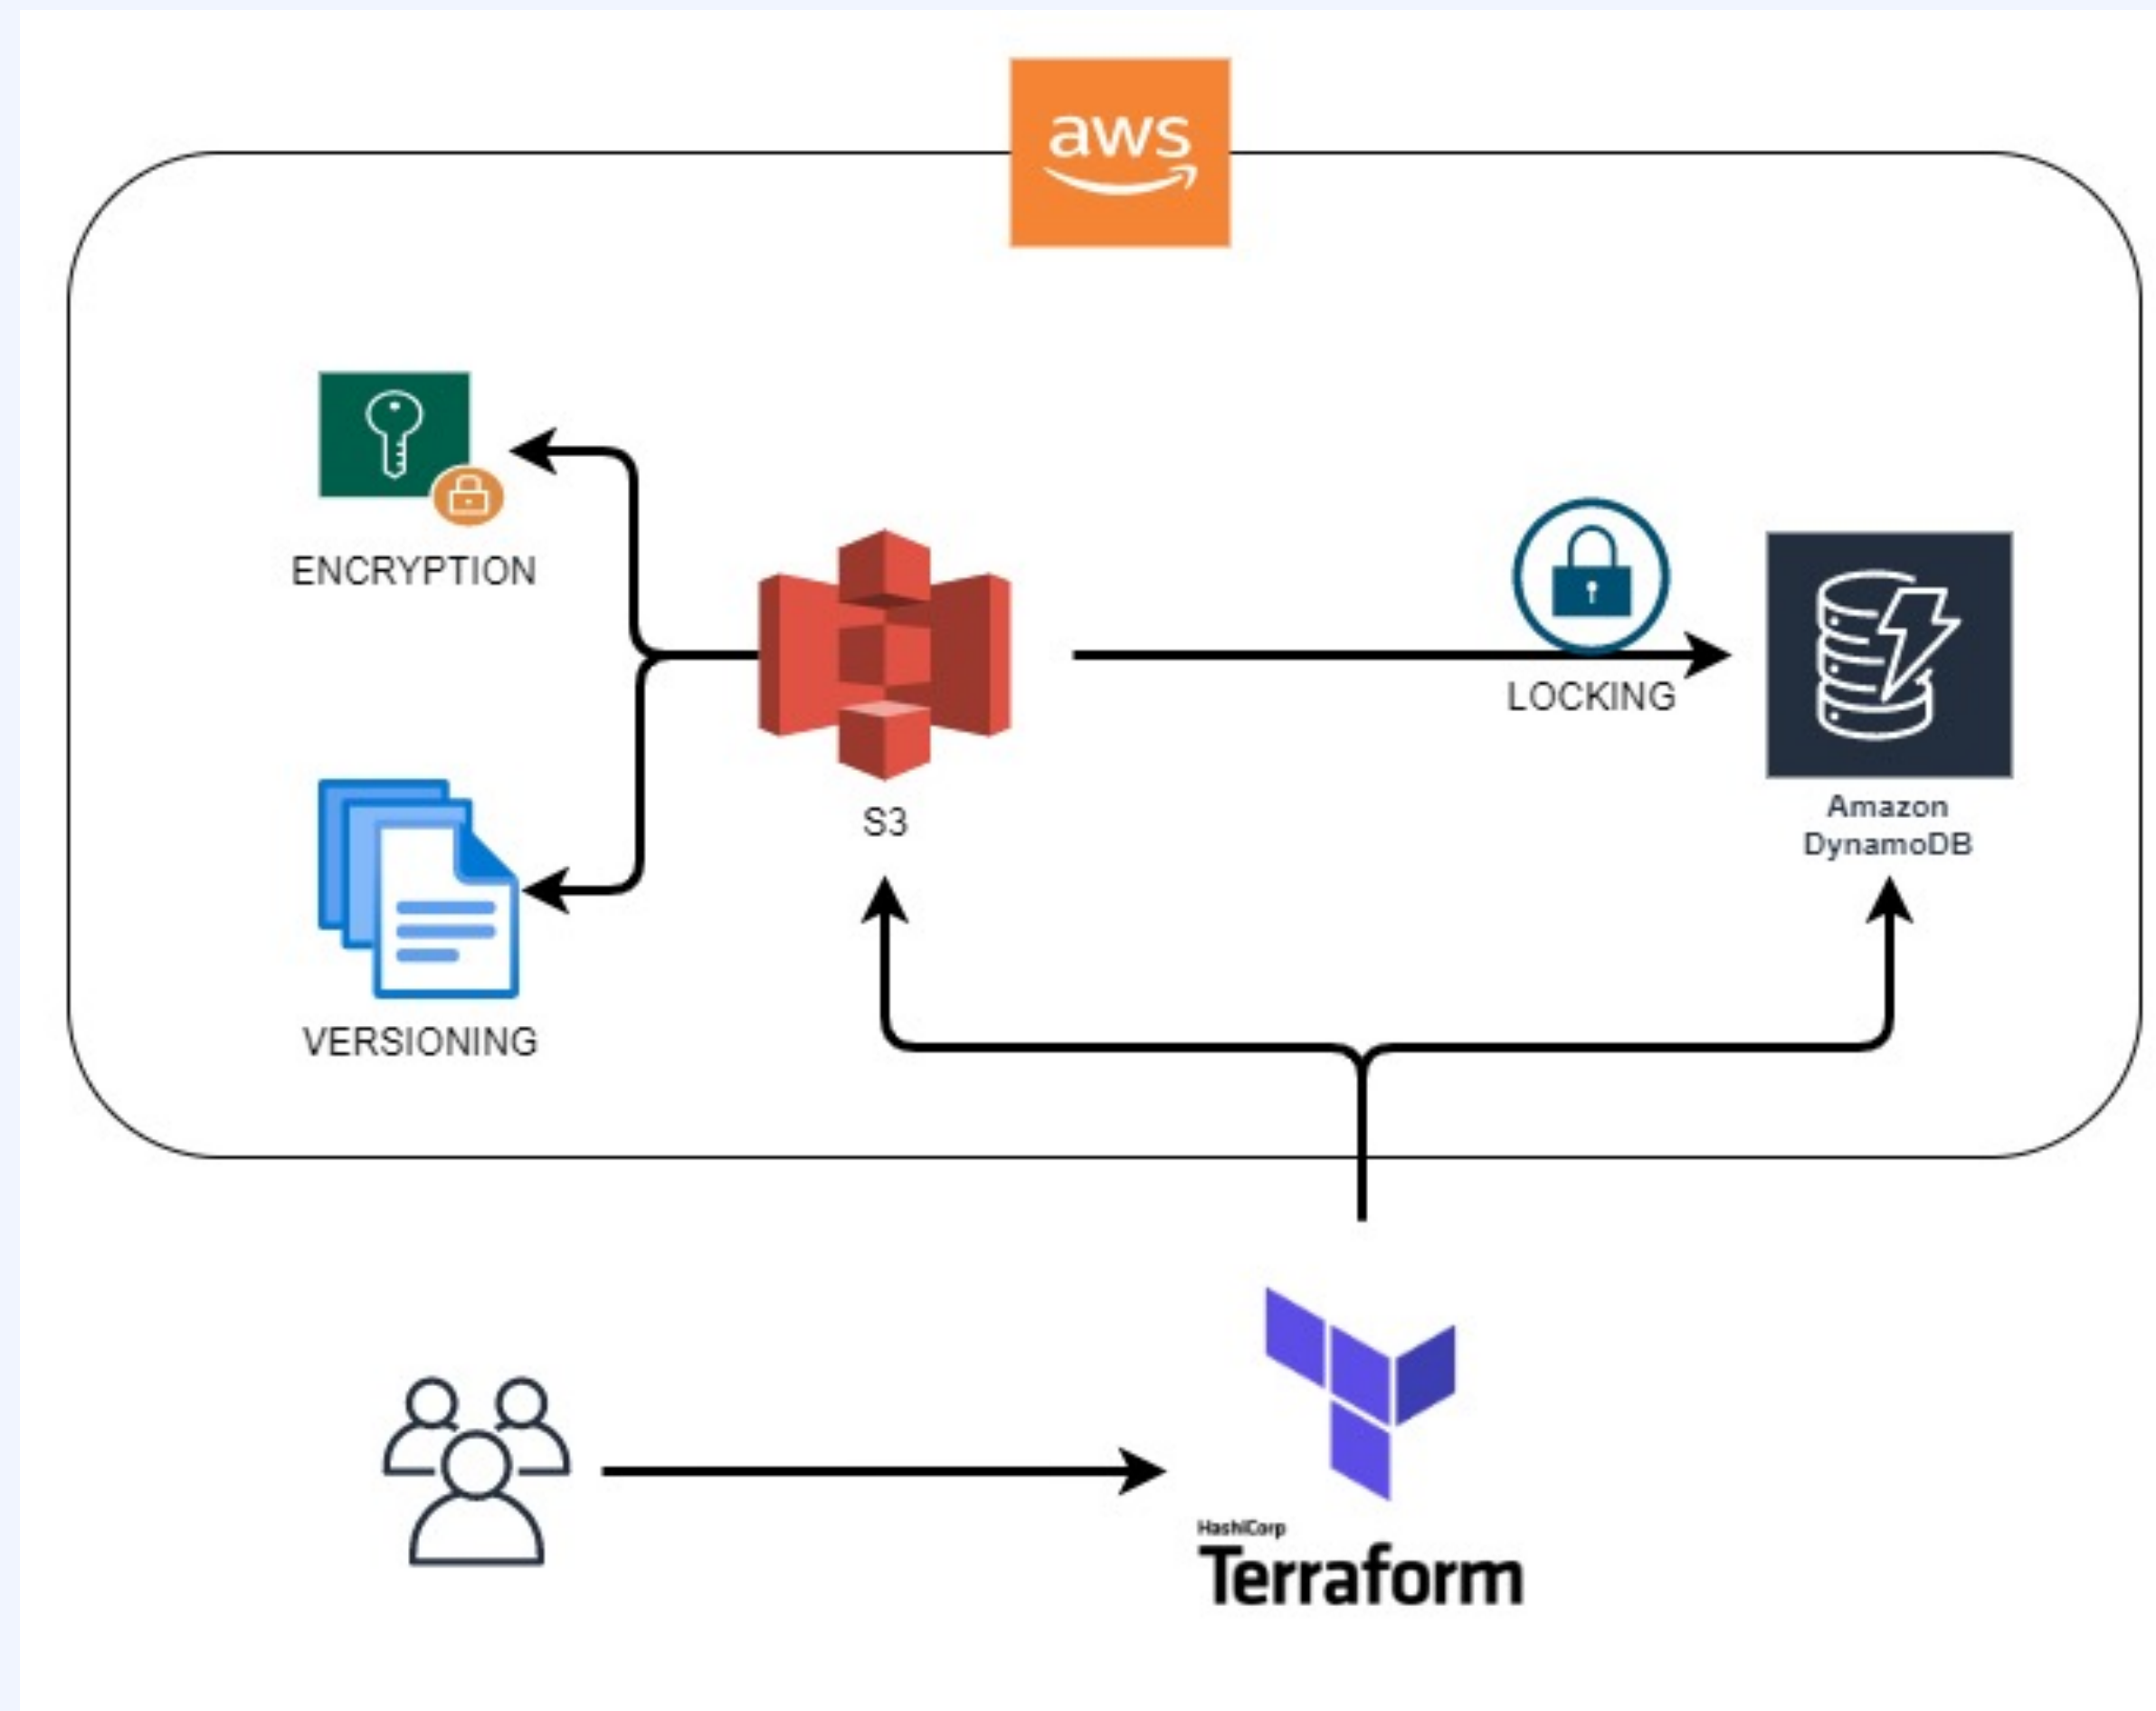 aws
ENCRYPTION
LOCKING
S3
Amazon
DynamoDB
VERSIONING
HashiCorp
Terraform